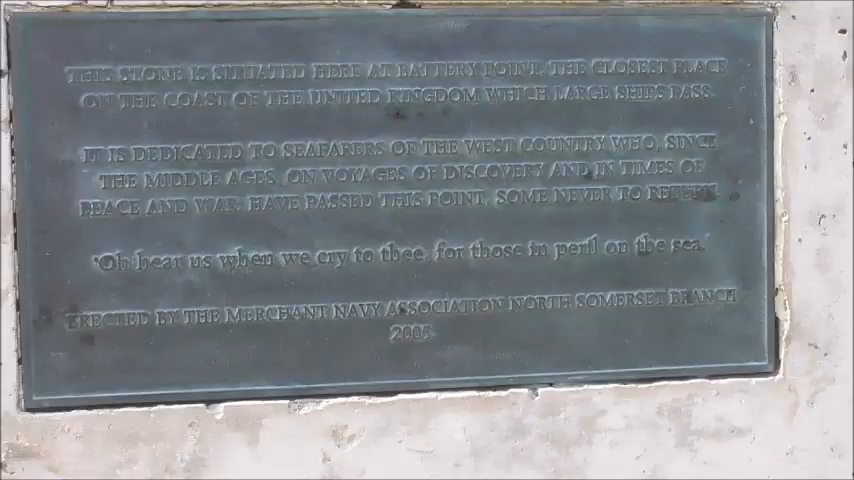 THIS STONE IS SITUATED HERE AT BATTERY POINT, THE CLOSEST PLACE
ON THE COAST OF THE UNITED KINGDOM WHICH LARGE SHIPS PASS.
IT IS DEDICATED TO SEAFARERS OF THE WEST COUNTRY WHO, SINCE
THE MIDDLE AGES, ON VOYAGES OF DISCOVERY AND IN TIMES OF
PEACE AND WAR, HAVE PASSED THIS POINT, SOME NEVER TO RETURN.
'Oh hear us when we cry to thee, for those in peril on the sea.'
ERECTED BY THE MERCHANT NAVY ASSOCIATION NORTH SOMERSET BRANCH
2005